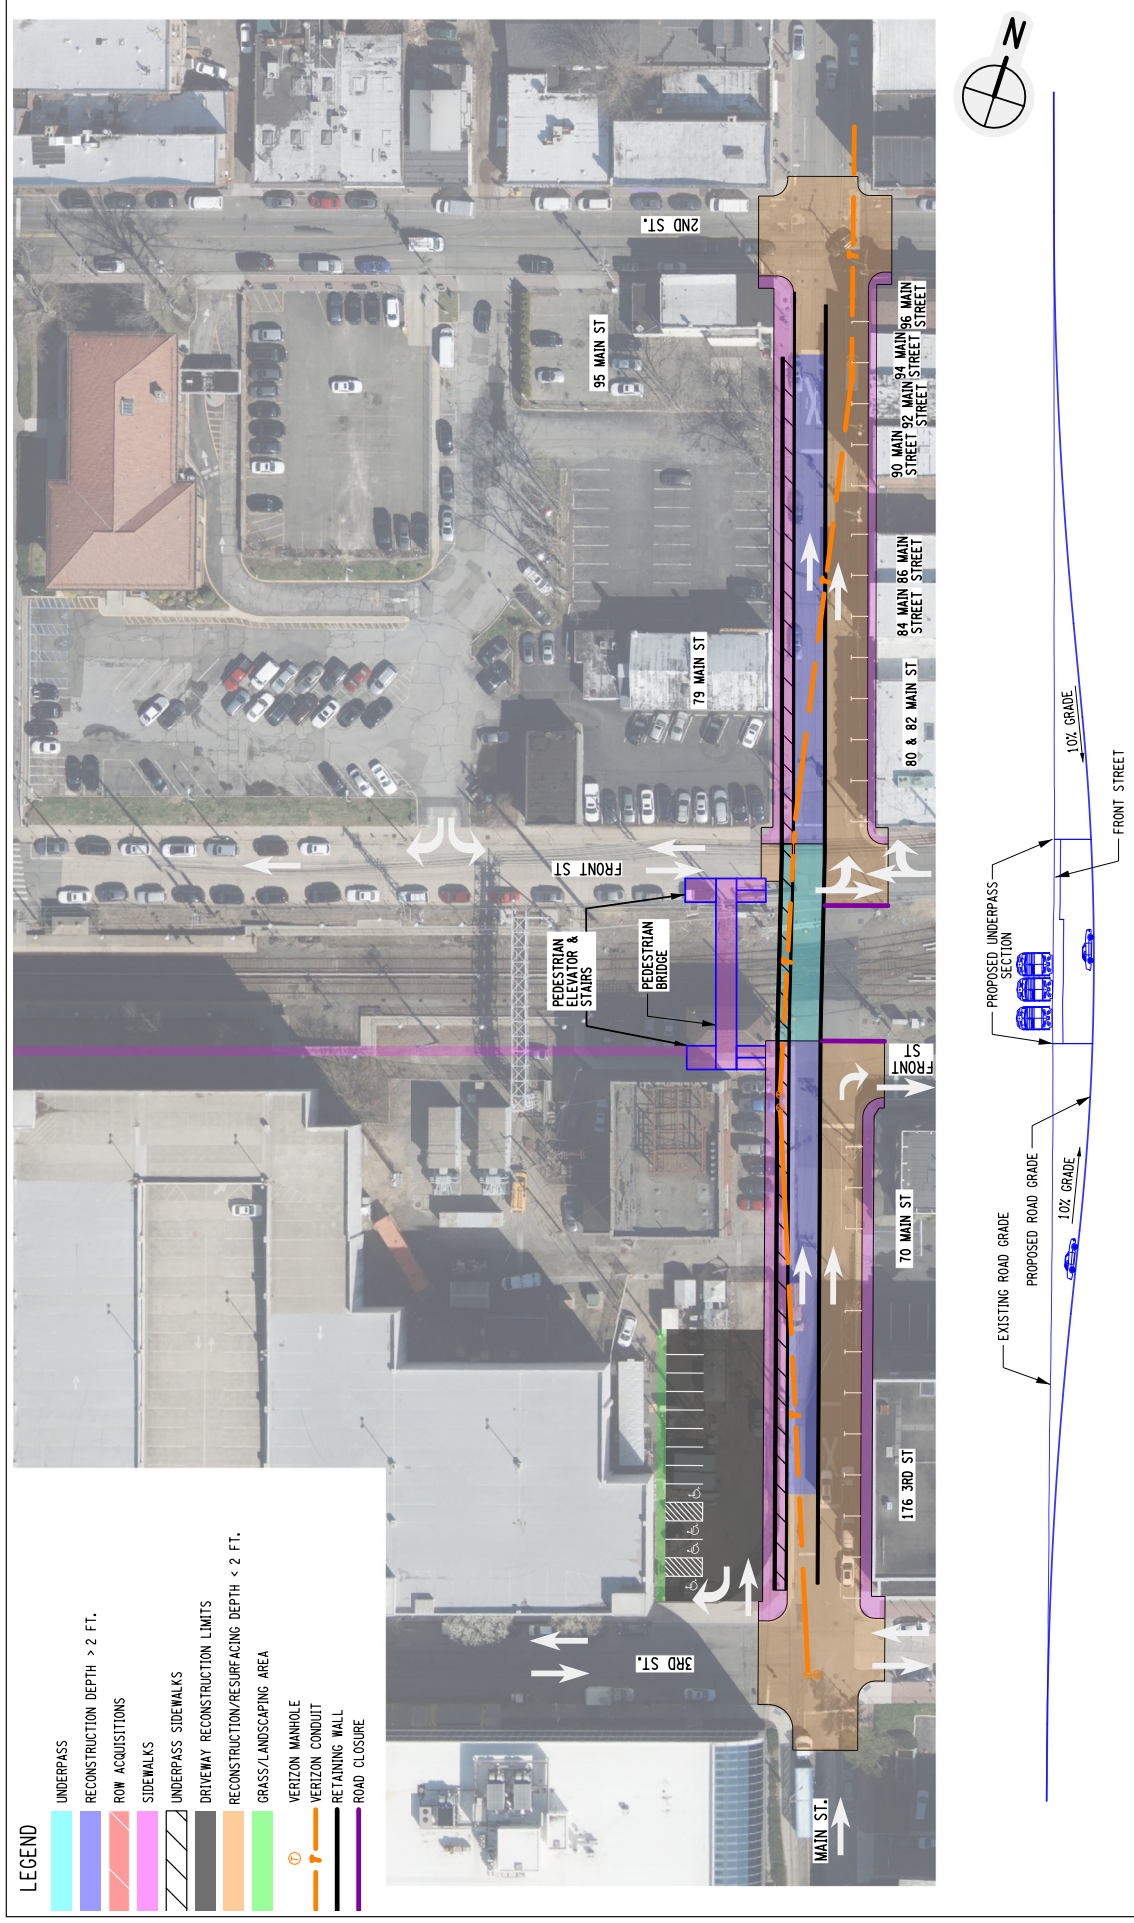 N
2ND ST.
95 MAIN ST
96 MAIN
STREET
94 MAIN
STREET
92 MAIN
STREET
90 MAIN
STREET
86 MAIN
STREET
84 MAIN
STREET
79 MAIN ST
80 & 82 MAIN ST
FRONT ST
PEDESTRIAN
ELEVATOR &
STAIRS
PEDESTRIAN
BRIDGE
FRONT
ST
70 MAIN ST
176 3RD ST
3RD ST.
MAIN ST.
10% GRADE
FRONT STREET
PROPOSED UNDERPASS
SECTION
10% GRADE
PROPOSED ROAD GRADE
EXISTING ROAD GRADE
LEGEND
UNDERPASS
RECONSTRUCTION DEPTH > 2 FT.
ROW ACQUISITIONS
SIDEWALKS
UNDERPASS SIDEWALKS
DRIVEWAY RECONSTRUCTION LIMITS
RECONSTRUCTION/RESURFACING DEPTH < 2 FT.
GRASS/LANDSCAPING AREA
T VERIZON MANHOLE
VERIZON CONDUIT
RETAINING WALL
ROAD CLOSURE